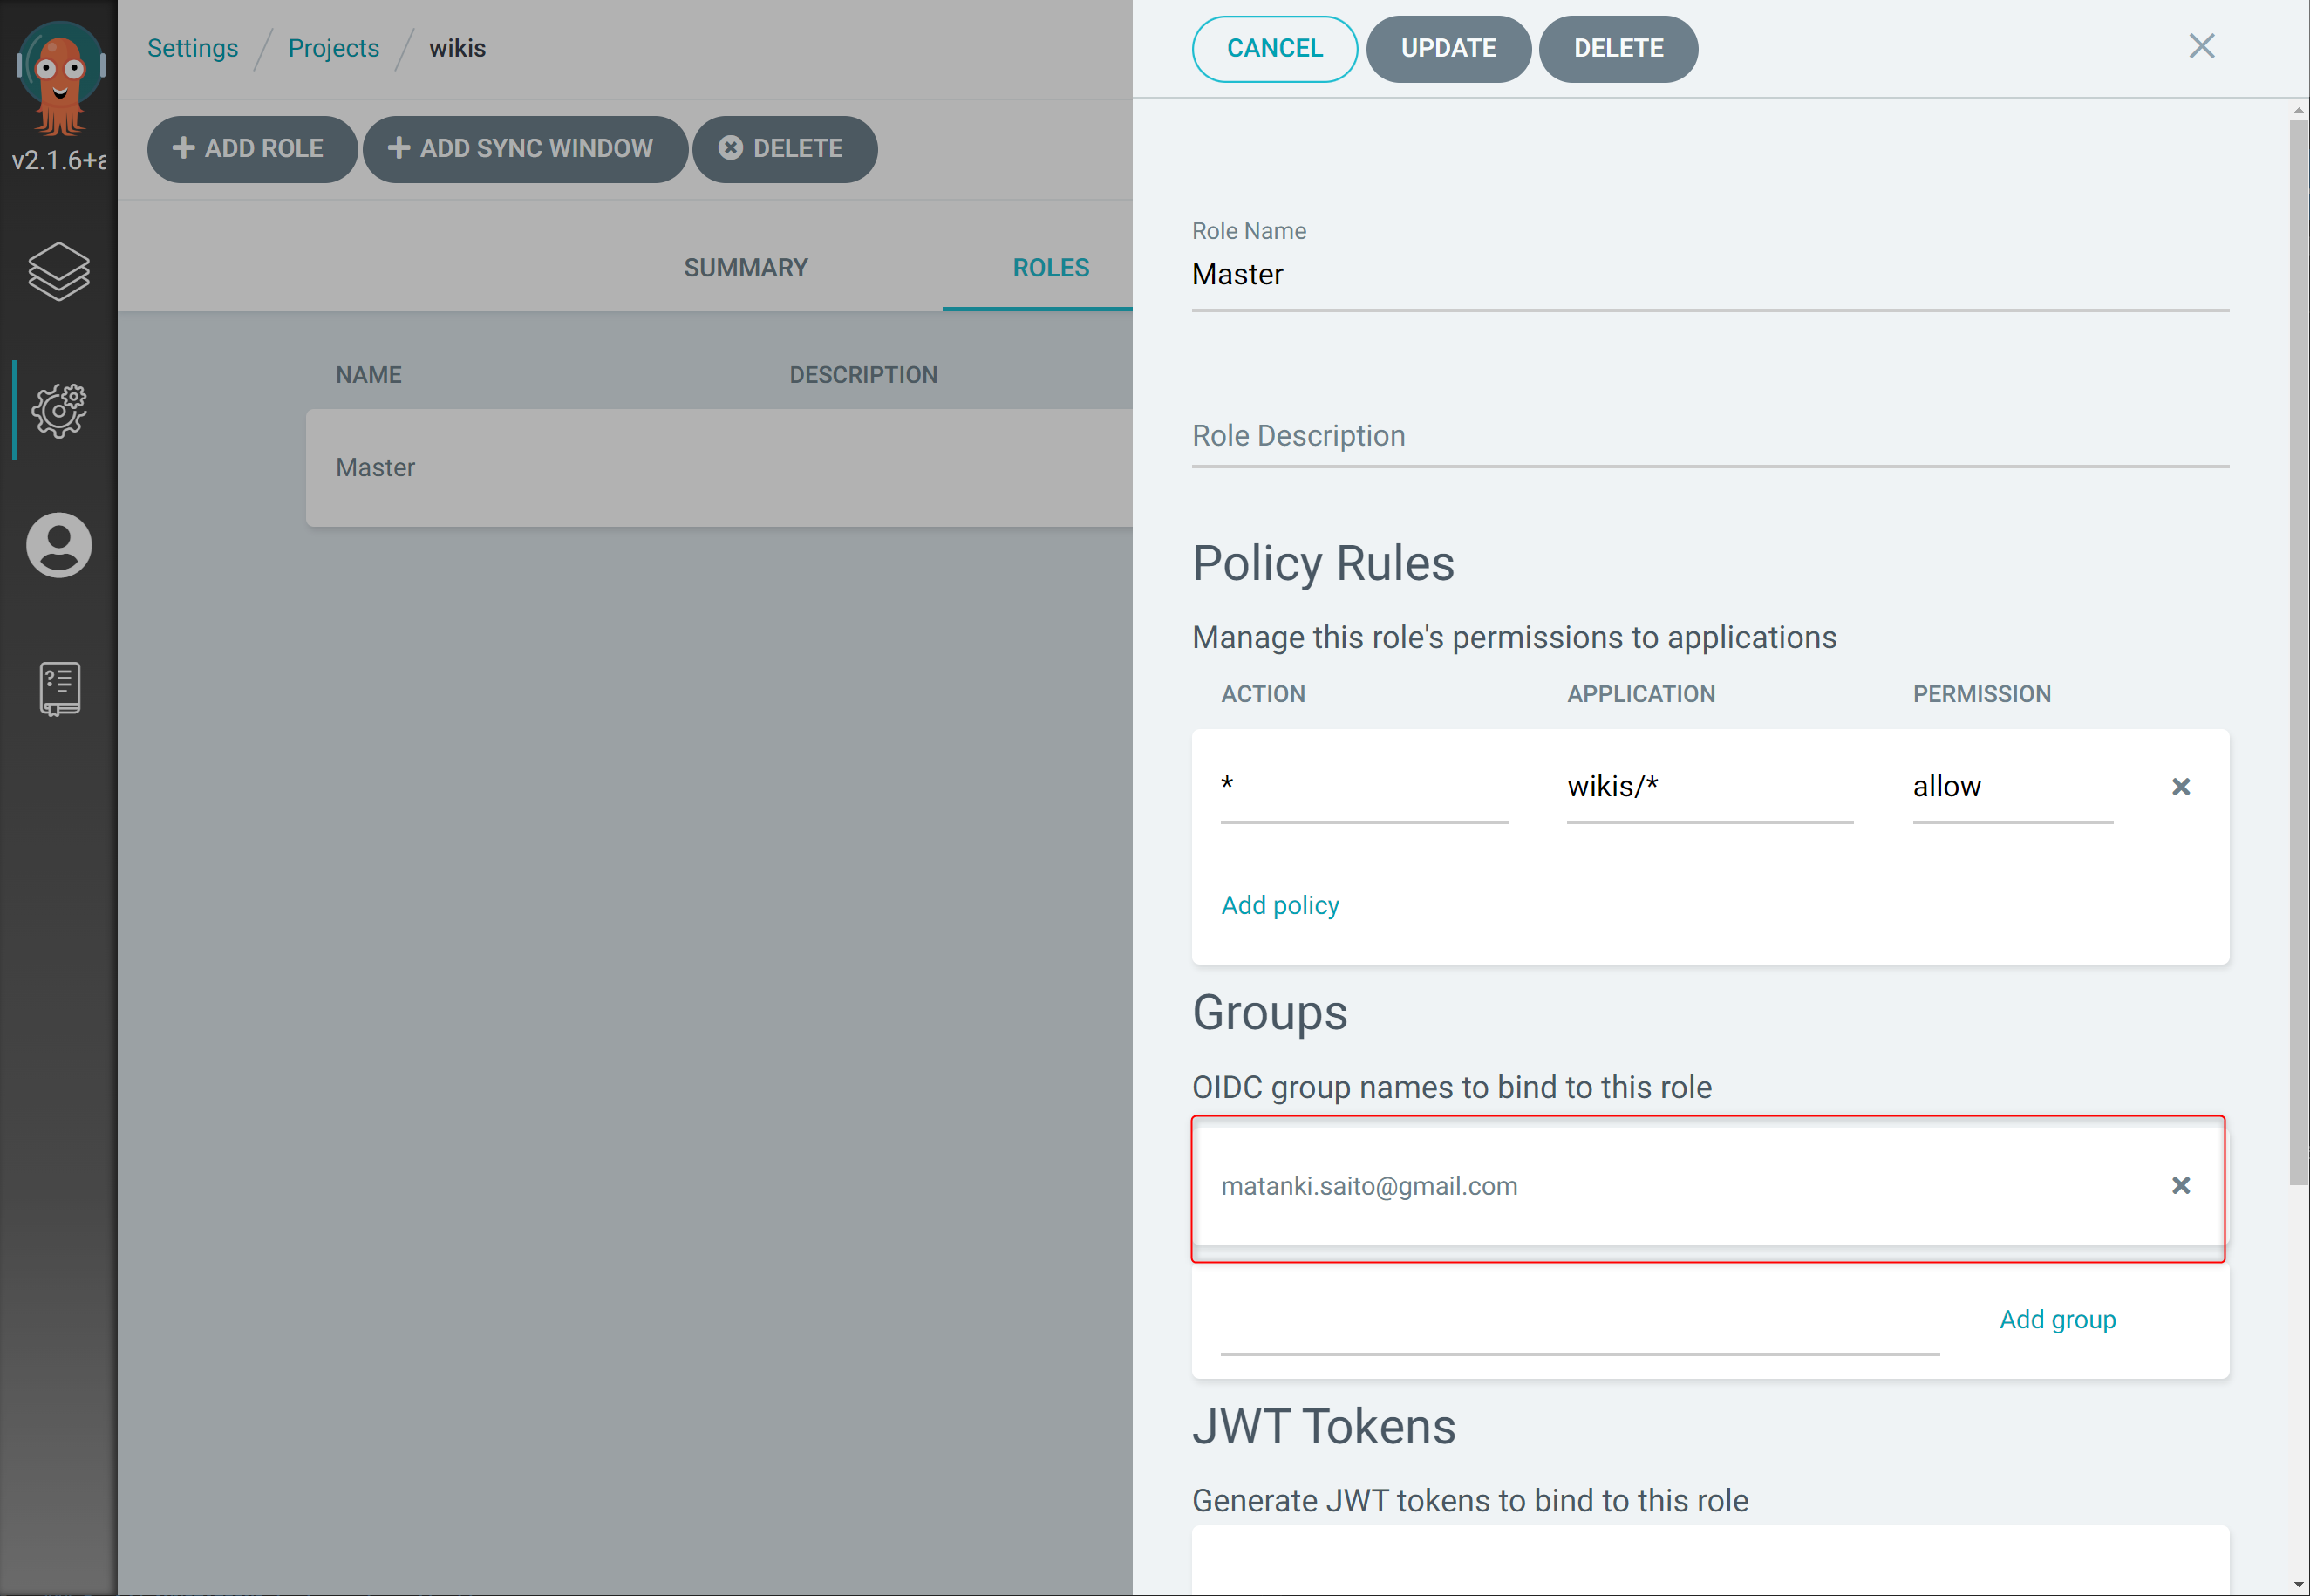 v2.1.6+a
Settings / Projects / wikis
ADD ROLE ADD SYNC WINDOW DELETE
SUMMARY ROLES
NAME DESCRIPTION
Master
CANCEL UPDATE DELETE
Role Name
Master
Role Description
Policy Rules
Manage this role's permissions to applications
ACTION APPLICATION PERMISSION
* wikis/* allow
Add policy
Groups
OIDC group names to bind to this role
matanki.saito@gmail.com
Add group
JWT Tokens
Generate JWT tokens to bind to this role